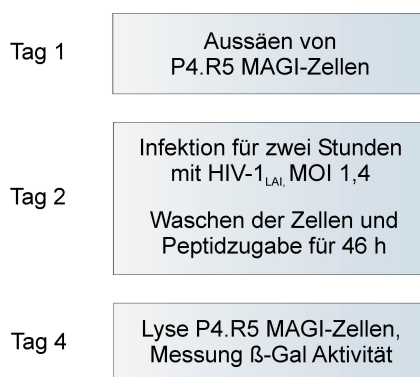 Tag 1
Aussäen von
P4.R5 MAGI-Zellen
Tag 2
Infektion für zwei Stunden
mit HIV-1LAI, MOI 1,4
Waschen der Zellen und
Peptidzugabe für 46 h
Tag 4
Lyse P4.R5 MAGI-Zellen,
Messung ß-Gal Aktivität